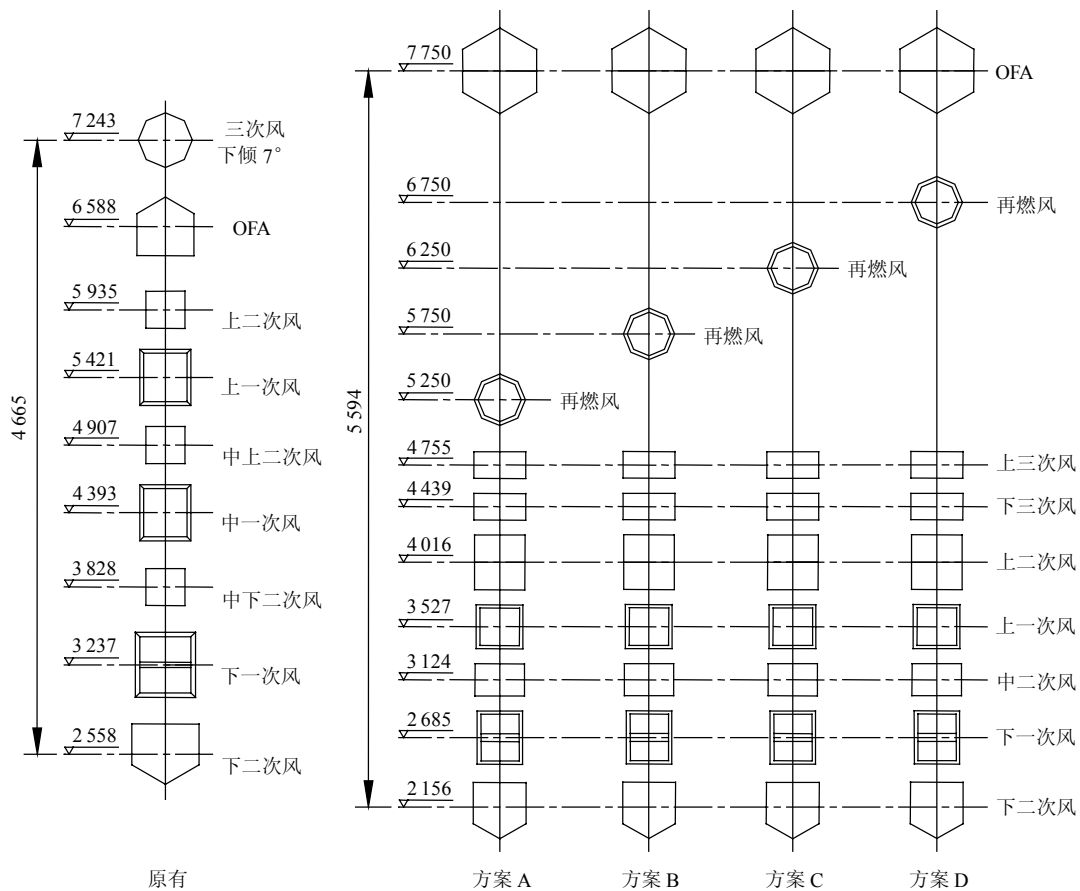 7 243
三次风
下倾 7°
6 588
OFA
5 935
上二次风
5 421
上一次风
4 907
中上二次风
4 393
中一次风
3 828
中下二次风
3 237
下一次风
2 558
下二次风
4 665
原有
7 750
OFA
6 750
再燃风
6 250
再燃风
5 750
再燃风
5 250
再燃风
4 755
上三次风
4 439
下三次风
4 016
上二次风
3 527
上一次风
3 124
中二次风
2 685
下一次风
2 156
下二次风
5 594
方案 A
方案 B
方案 C
方案 D